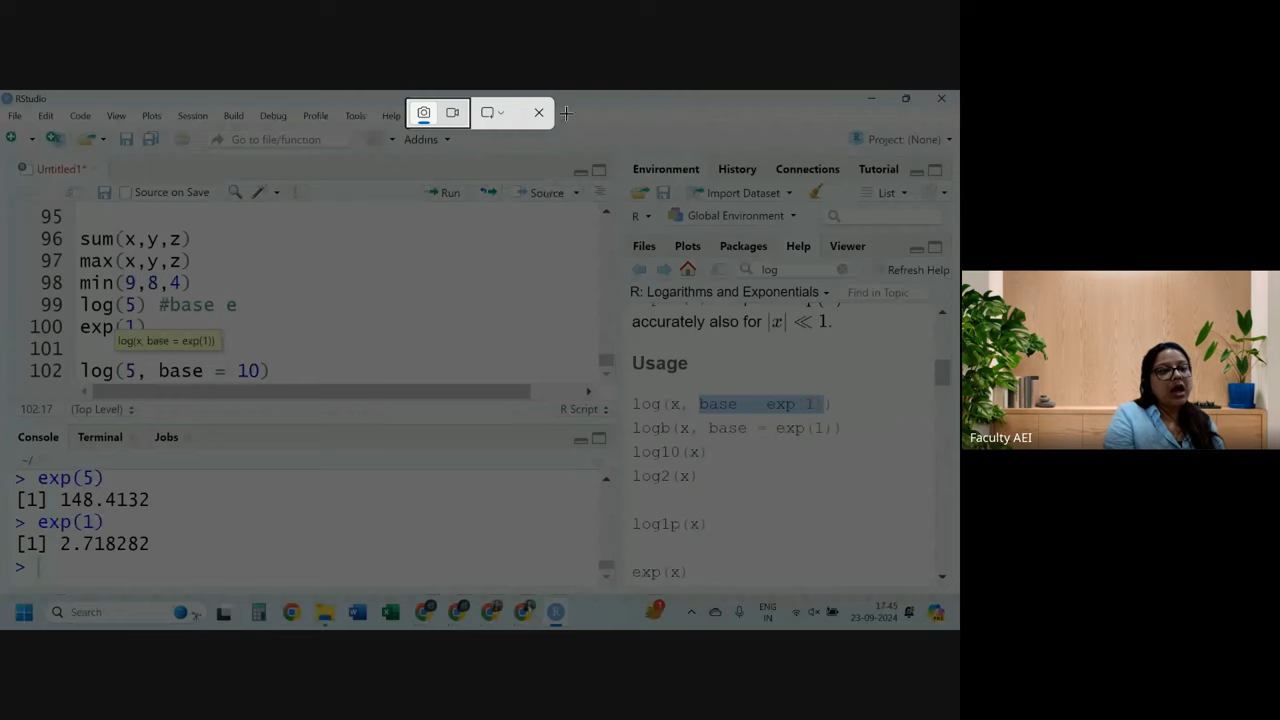 RStudio
File Edit Code View Plots Session Build Debug Profile Tools Help
Go to file/function
Addins
Project: (None)
Untitled1*
Source on Save
Run
Source
95
96 sum(x,y,z)
97 max(x,y,z)
98 min(9,8,4)
99 log(5) #base e
100 exp(1)
log(x, base = exp(1))
101
102 log(5, base = 10)
102:17 (Top Level) R Script
Console Terminal Jobs
~/
> exp(5)
[1] 148.4132
> exp(1)
[1] 2.718282
>
Environment History Connections Tutorial
Import Dataset List
R Global Environment
Files Plots Packages Help Viewer
log Refresh Help
R: Logarithms and Exponentials Find in Topic
accurately also for |x| ≪ 1.
Usage
log(x, base = exp(1))
logb(x, base = exp(1))
log10(x)
log2(x)
log1p(x)
exp(x)
Search
ENG
IN
17:45
23-09-2024
Faculty AEI